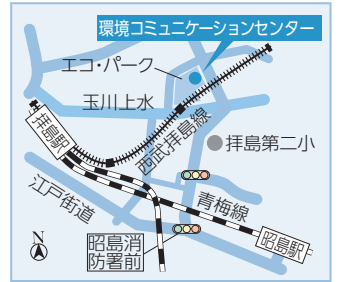 環境コミュニケーションセンター
エコ・パーク
玉川上水
西武拝島線
拝島駅
拝島第二小
江戸街道
青梅線
昭島消
防署前
昭島駅
N